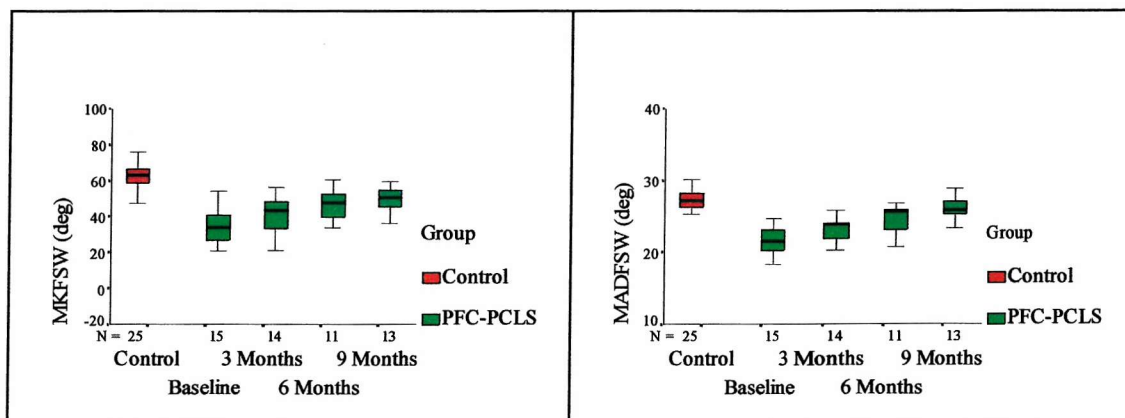 100
80
60
40
20
0
-20
MKFSW (deg)
N = 25 15 14 11 13
Control 3 Months 9 Months
Baseline 6 Months
Group
Control
PFC-PCLS
40
30
20
10
MADFSW (deg)
N = 25 15 14 11 13
Control 3 Months 9 Months
Baseline 6 Months
Group
Control
PFC-PCLS